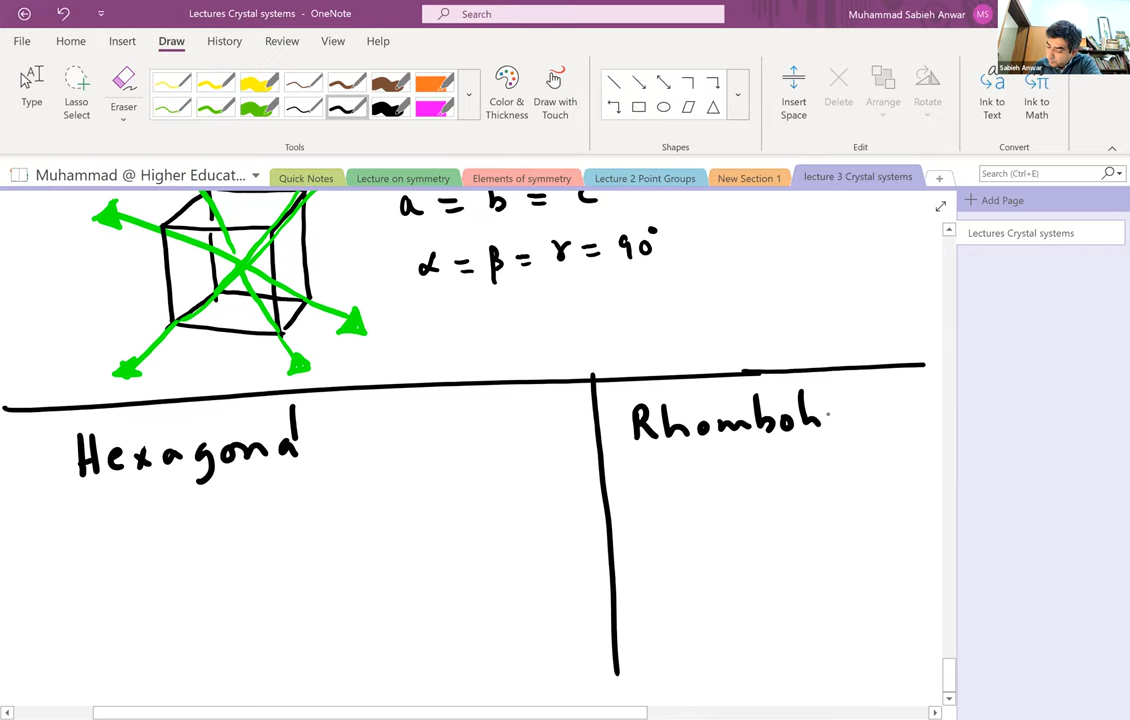 Lectures Crystal systems - OneNote
Search
Muhammad Sabieh Anwar
MS
Sabieh Anwar
File Home Insert Draw History Review View Help
Type
Lasso Select
Eraser
Color & Thickness
Draw with Touch
Insert Space
Delete
Arrange
Rotate
Ink to Text
Ink to Math
Tools
Shapes
Edit
Convert
Muhammad @ Higher Educat...
Quick Notes
Lecture on symmetry
Elements of symmetry
Lecture 2 Point Groups
New Section 1
lecture 3 Crystal systems
Search (Ctrl+E)
Add Page
Lectures Crystal systems
a = b = c
α = β = γ = 90°
Hexagonal
Rhomboh